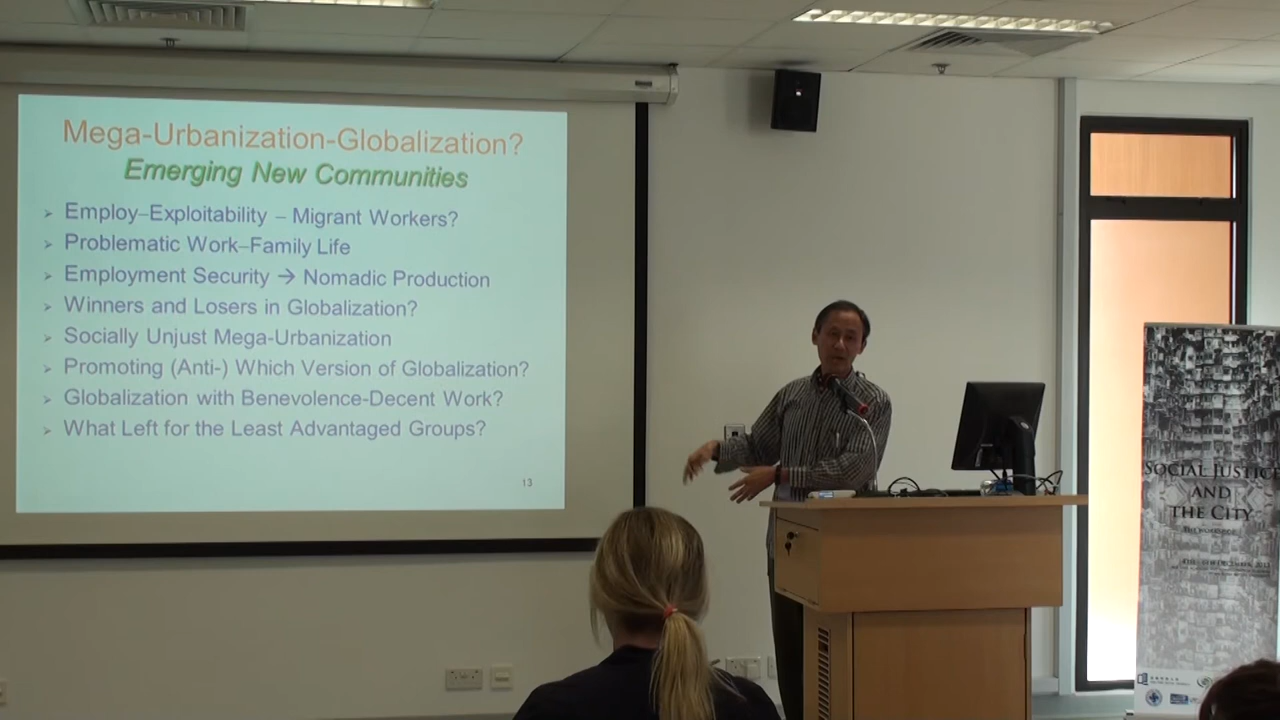 Mega-Urbanization-Globalization?
Emerging New Communities
➢ Employ–Exploitability – Migrant Workers?
➢ Problematic Work–Family Life
➢ Employment Security → Nomadic Production
➢ Winners and Losers in Globalization?
➢ Socially Unjust Mega-Urbanization
➢ Promoting (Anti-) Which Version of Globalization?
➢ Globalization with Benevolence-Decent Work?
➢ What Left for the Least Advantaged Groups?
13
SOCIAL JUSTICE
AND
THE CITY